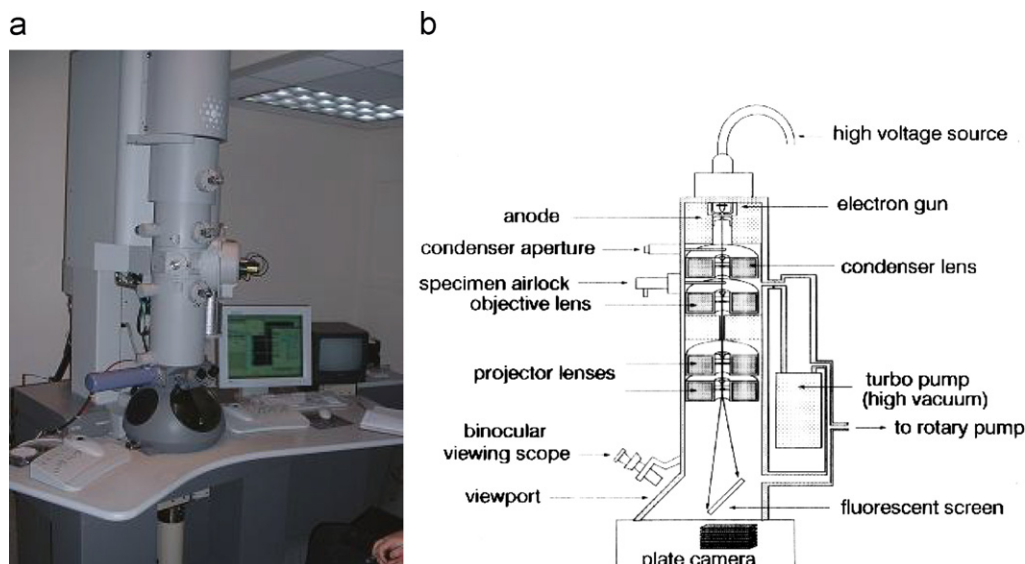 a
b
high voltage source
electron gun
anode
condenser aperture
condenser lens
specimen airlock
objective lens
projector lenses
turbo pump
(high vacuum)
to rotary pump
binocular
viewing scope
viewport
fluorescent screen
plate camera